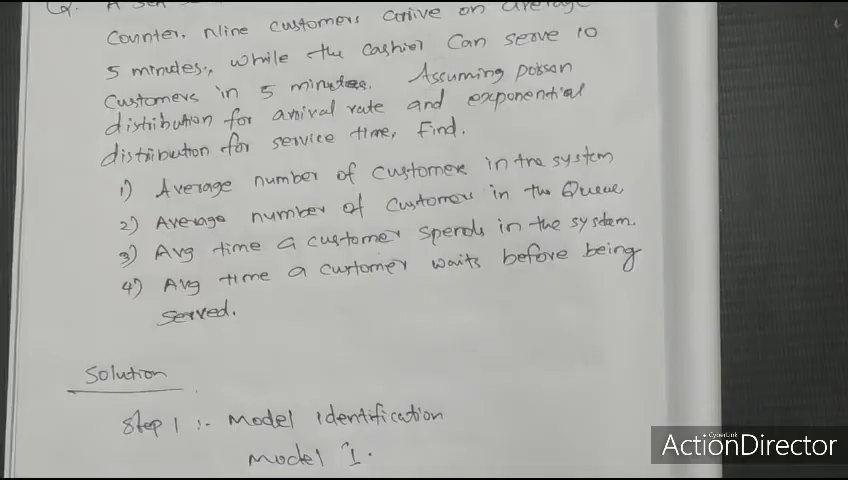 Q. A
Counter. Nine customers arrive on average
5 minutes., while the cashier can serve 10
Customers in 5 minutes. Assuming poison
distribution for arrival rate and exponential
distribution for service time, Find.
1) Average number of customers in the system
2) Average number of customers in the Queue
3) Avg time a customer spends in the system.
4) Avg time a customer waits before being
served.
Solution
Step 1 :- Model Identification
Model I.
CyberLink
ActionDirector